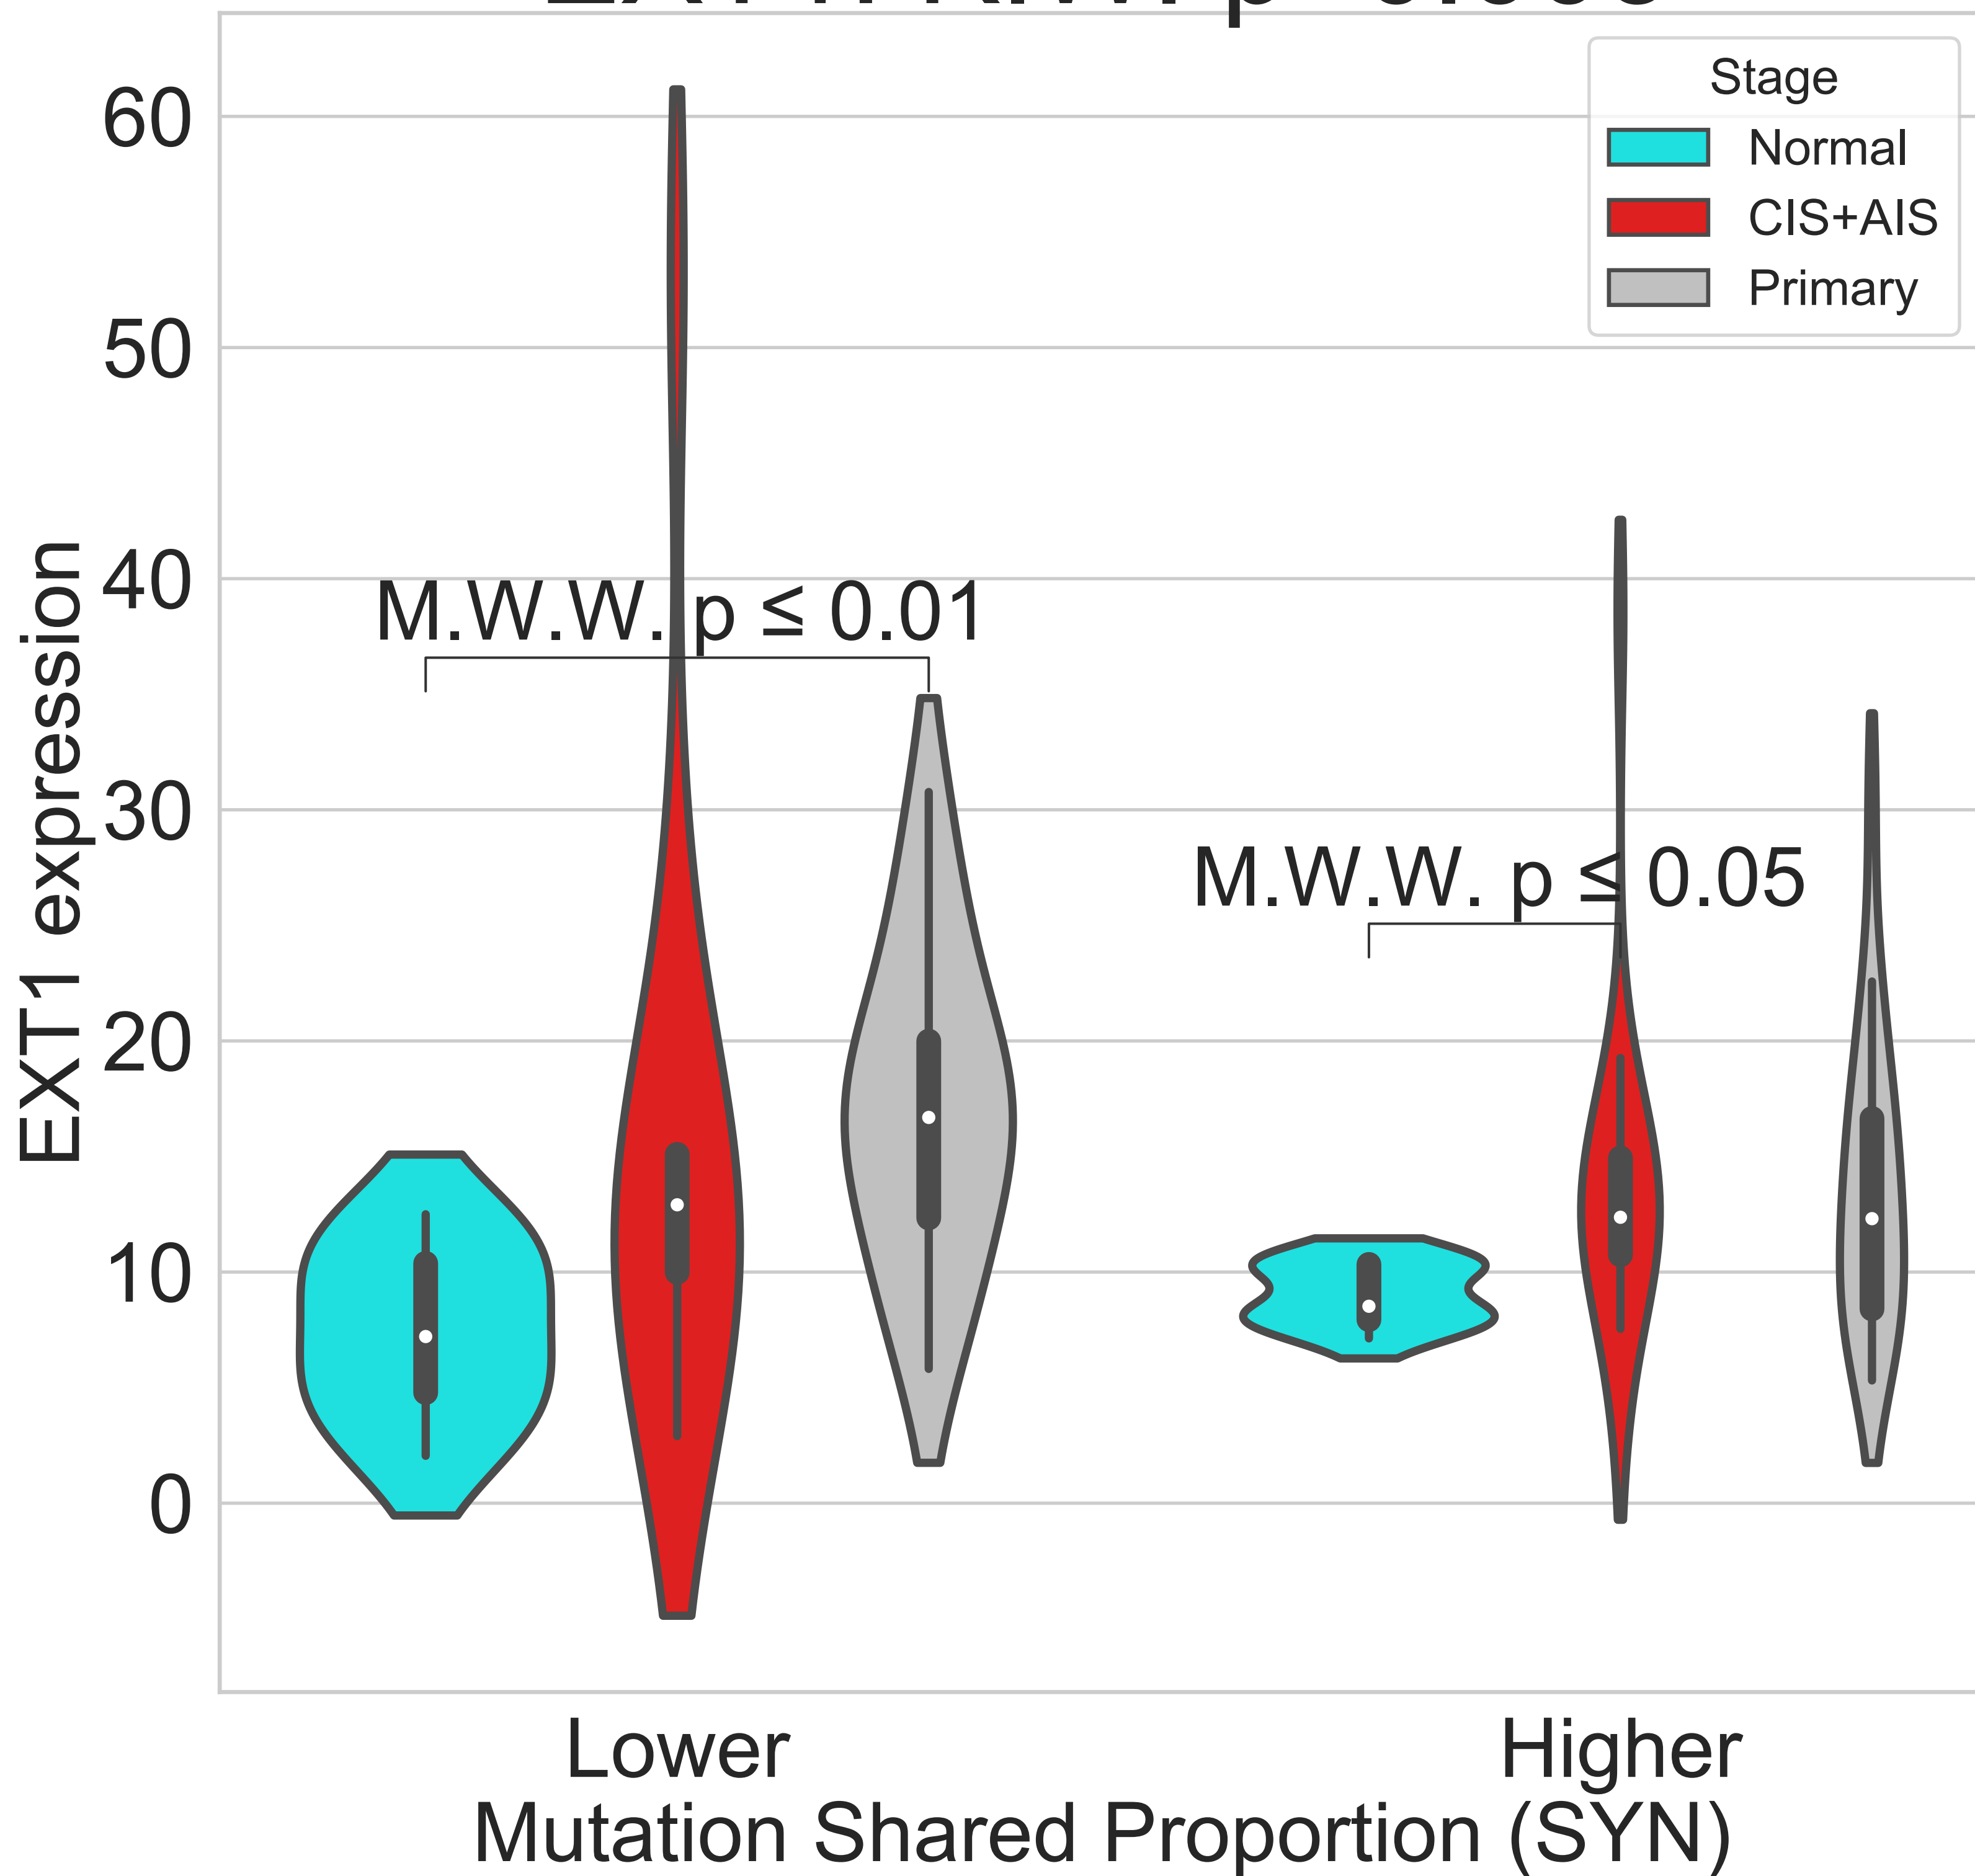 Stage
Normal
CIS+AIS
Primary
60
50
40
30
20
10
0
EXT1 expression
M.W.W. p ≤ 0.01
M.W.W. p ≤ 0.05
Lower
Higher
Mutation Shared Proportion (SYN)